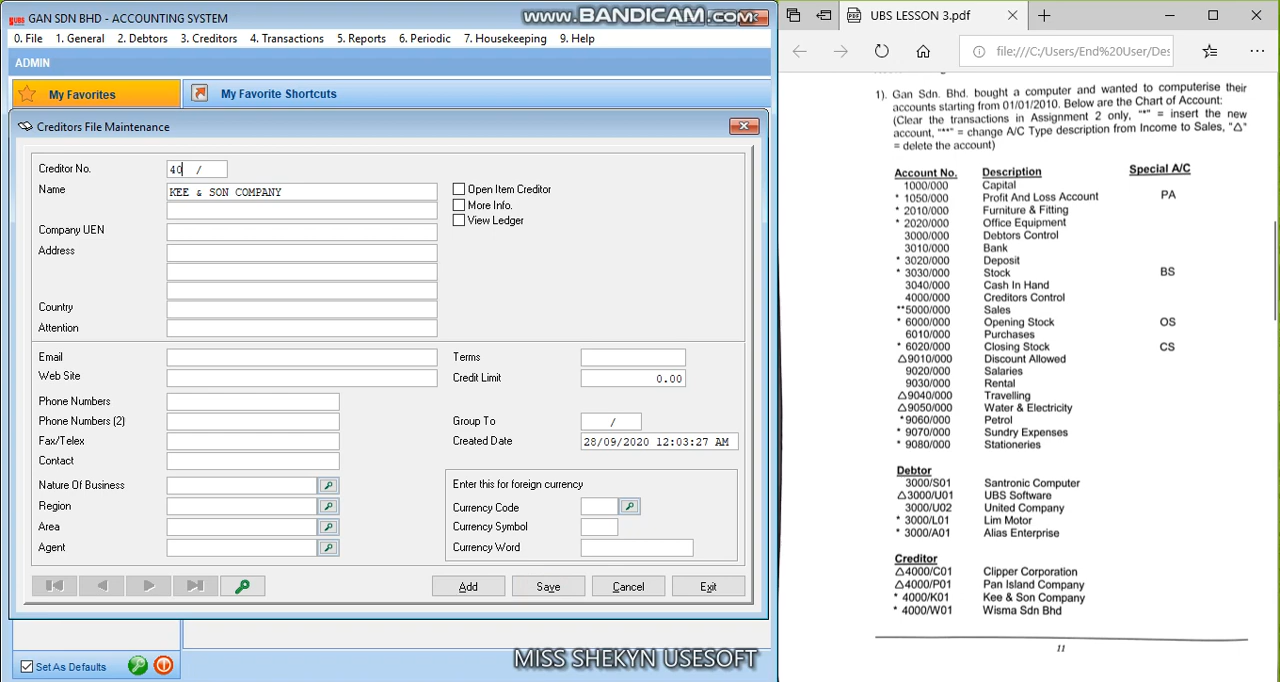 UBS GAN SDN BHD - ACCOUNTING SYSTEM
www.BANDICAM.com
0. File 1. General 2. Debtors 3. Creditors 4. Transactions 5. Reports 6. Periodic 7. Housekeeping 9. Help
ADMIN
My Favorites
My Favorite Shortcuts
Creditors File Maintenance
Creditor No. 40 /
Name KEE & SON COMPANY
Open Item Creditor
More Info.
View Ledger
Company UEN
Address
Country
Attention
Email
Terms
Web Site
Credit Limit 0.00
Phone Numbers
Phone Numbers (2)
Group To /
Fax/Telex
Created Date 28/09/2020 12:03:27 AM
Contact
Nature Of Business
Enter this for foreign currency
Region
Currency Code
Area
Currency Symbol
Agent
Currency Word
Add Save Cancel Exit
Set As Defaults
MISS SHEKYN USESOFT
UBS LESSON 3.pdf
file:///C:/Users/End%20User/Des
1). Gan Sdn. Bhd. bought a computer and wanted to computerise their
accounts starting from 01/01/2010. Below are the Chart of Account:
(Clear the transactions in Assignment 2 only, "*" = insert the new
account, "**" = change A/C Type description from Income to Sales, "△"
= delete the account)
Account No. Description Special A/C
1000/000 Capital
* 1050/000 Profit And Loss Account PA
* 2010/000 Furniture & Fitting
* 2020/000 Office Equipment
3000/000 Debtors Control
3010/000 Bank
* 3020/000 Deposit
* 3030/000 Stock BS
3040/000 Cash In Hand
4000/000 Creditors Control
**5000/000 Sales
* 6000/000 Opening Stock OS
6010/000 Purchases
* 6020/000 Closing Stock CS
△9010/000 Discount Allowed
9020/000 Salaries
9030/000 Rental
△9040/000 Travelling
△9050/000 Water & Electricity
*9060/000 Petrol
* 9070/000 Sundry Expenses
* 9080/000 Stationeries
Debtor
3000/S01 Santronic Computer
△3000/U01 UBS Software
3000/U02 United Company
* 3000/L01 Lim Motor
* 3000/A01 Alias Enterprise
Creditor
△4000/C01 Clipper Corporation
△4000/P01 Pan Island Company
* 4000/K01 Kee & Son Company
* 4000/W01 Wisma Sdn Bhd
11